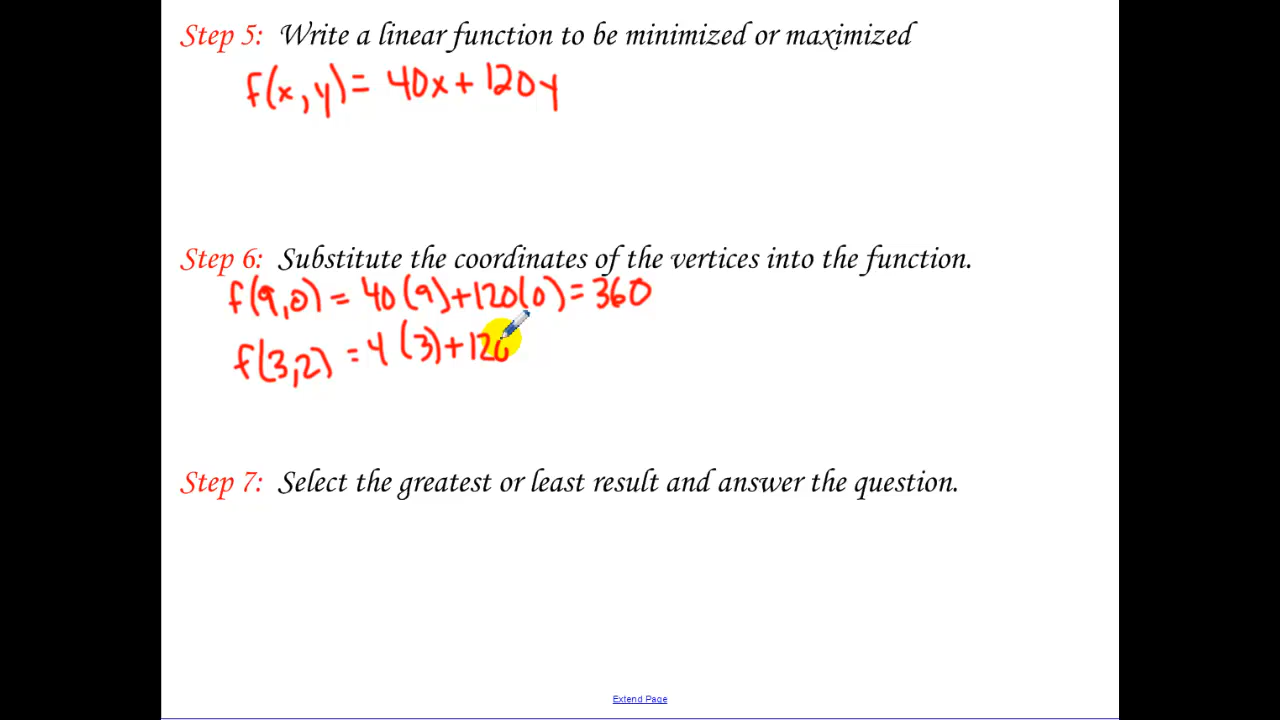 Step 5: Write a linear function to be minimized or maximized
f(x,y) = 40x + 120y
Step 6: Substitute the coordinates of the vertices into the function.
f(9,0) = 40(9) + 120(0) = 360
f(3,2) = 4(3) + 120
Step 7: Select the greatest or least result and answer the question.
Extend Page